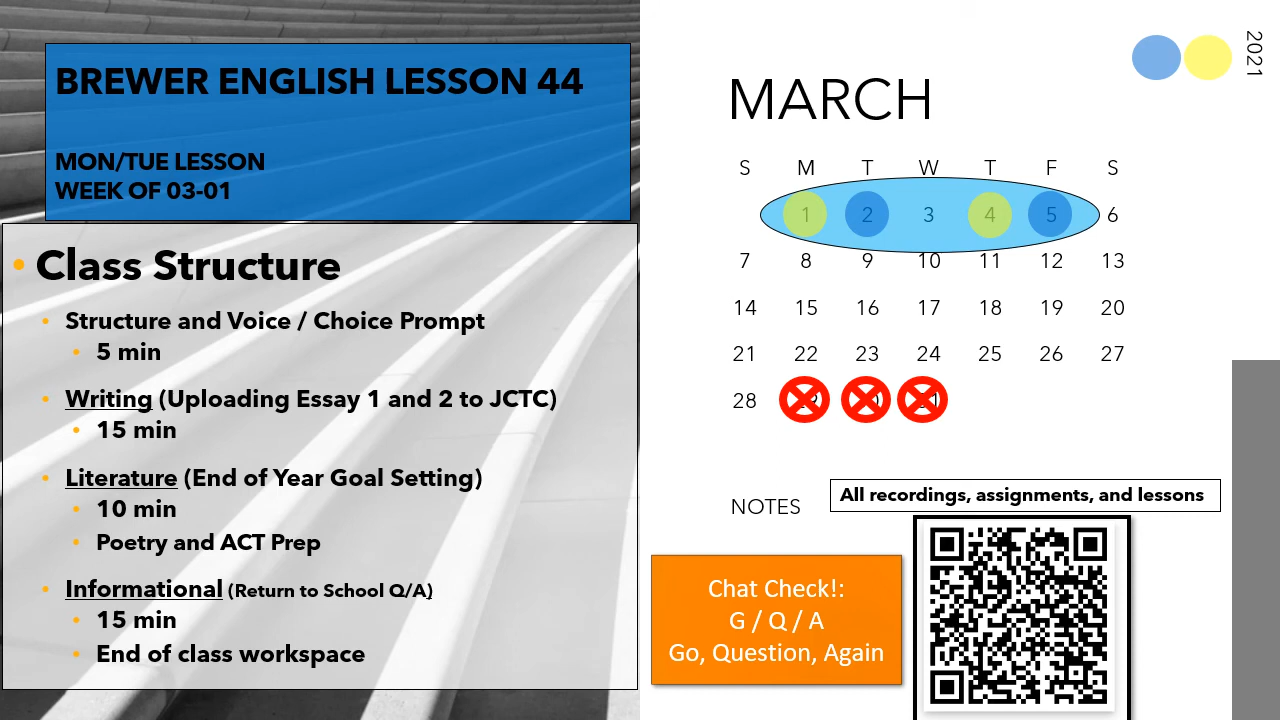 BREWER ENGLISH LESSON 44
MON/TUE LESSON
WEEK OF 03-01
• Class Structure
• Structure and Voice / Choice Prompt
• 5 min
• Writing (Uploading Essay 1 and 2 to JCTC)
• 15 min
• Literature (End of Year Goal Setting)
• 10 min
• Poetry and ACT Prep
• Informational (Return to School Q/A)
• 15 min
• End of class workspace
2021
MARCH
S M T W T F S
1 2 3 4 5 6
7 8 9 10 11 12 13
14 15 16 17 18 19 20
21 22 23 24 25 26 27
28
NOTES
All recordings, assignments, and lessons
Chat Check!:
G / Q / A
Go, Question, Again